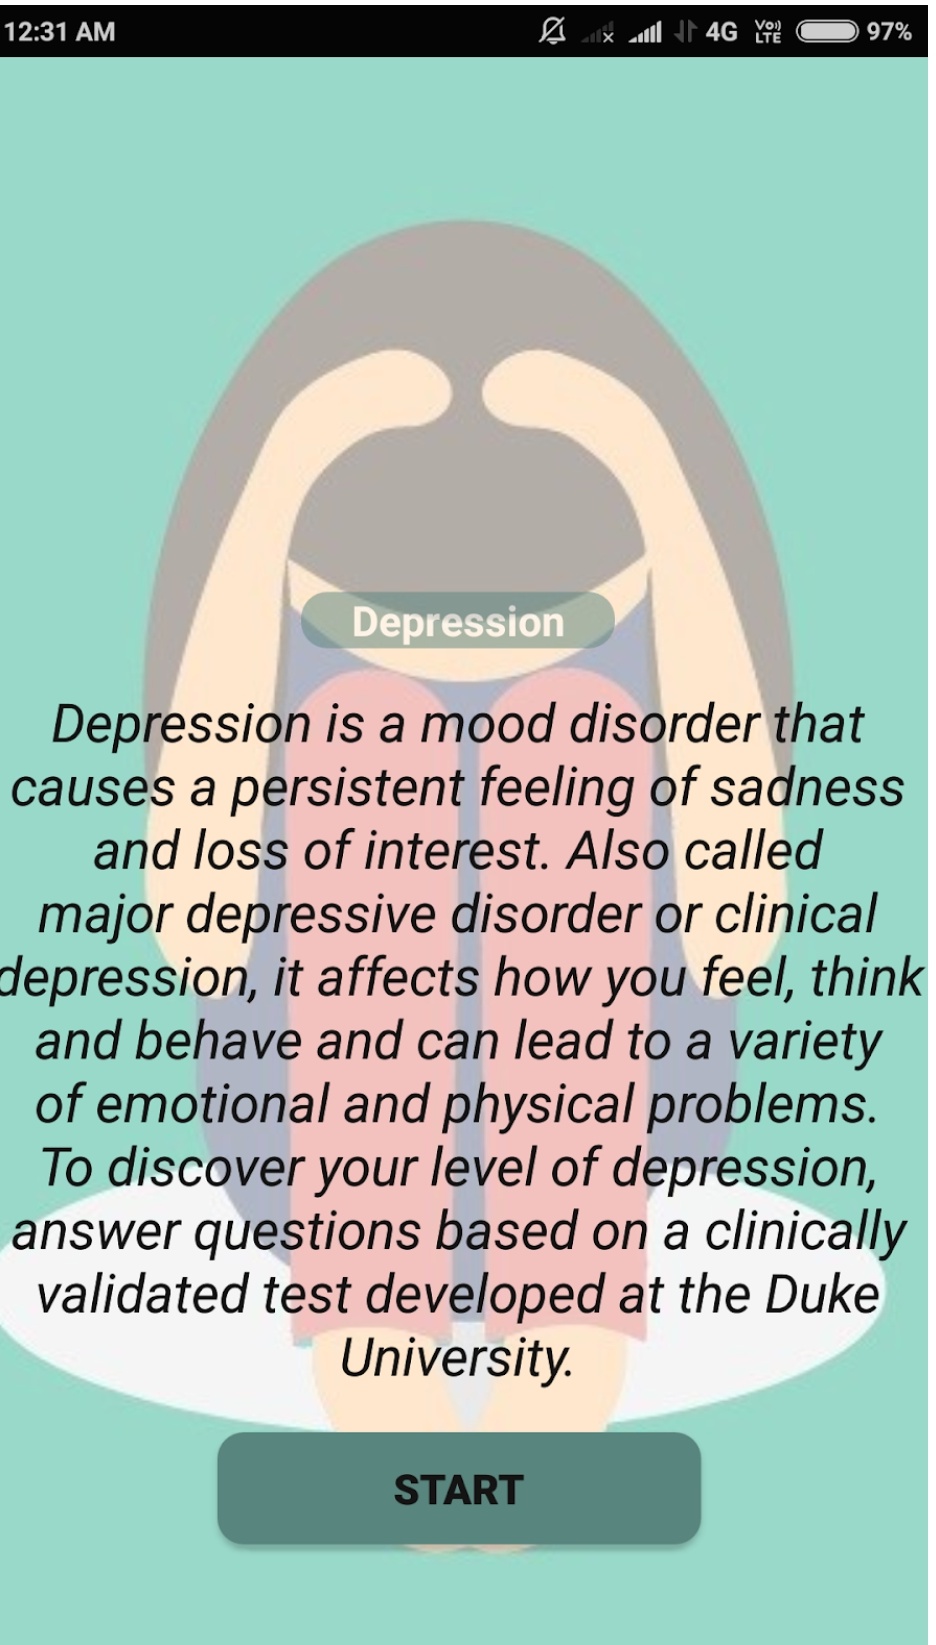 12:31 AM 4G VoLTE 97%
Depression
Depression is a mood disorder that
causes a persistent feeling of sadness
and loss of interest. Also called
major depressive disorder or clinical
depression, it affects how you feel, think
and behave and can lead to a variety
of emotional and physical problems.
To discover your level of depression,
answer questions based on a clinically
validated test developed at the Duke
University.
START